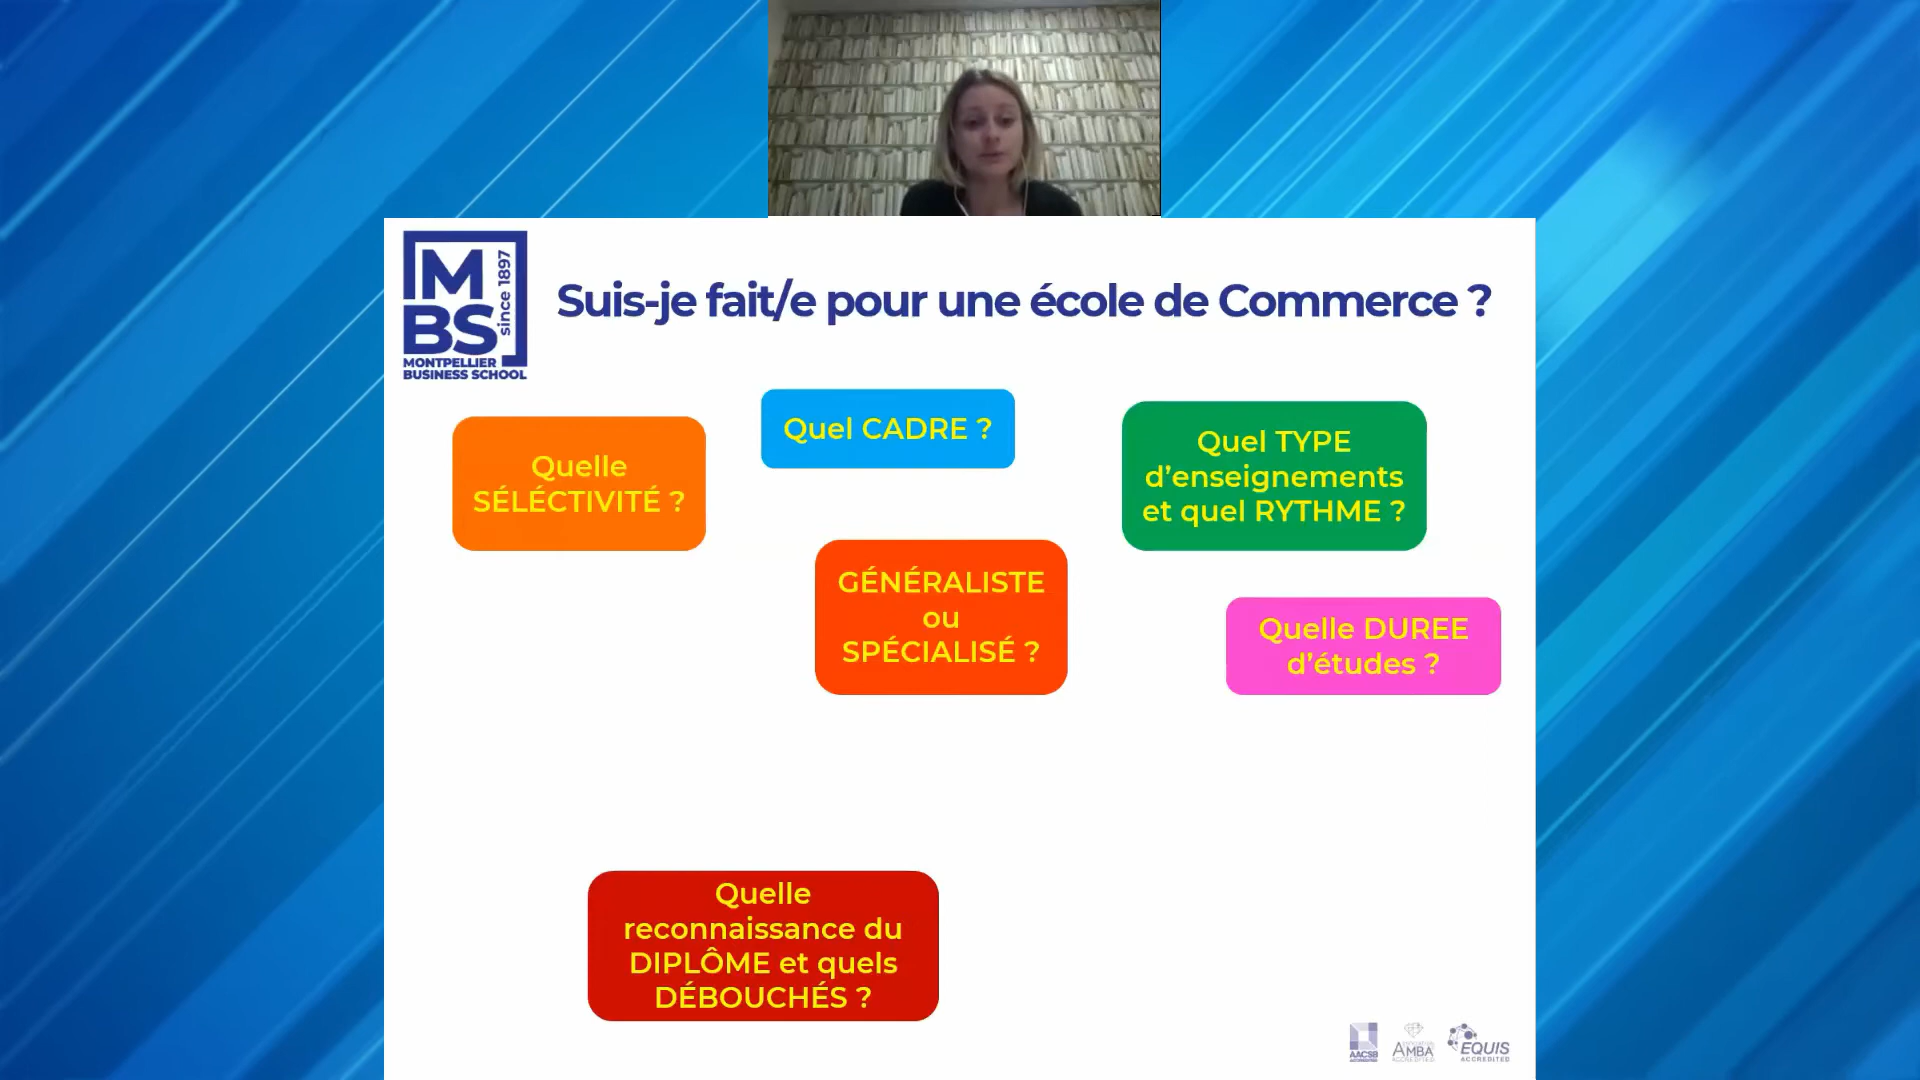 MBS
since 1897
MONTPELLIER
BUSINESS SCHOOL
Suis-je fait/e pour une école de Commerce ?
Quelle
SÉLÉCTIVITÉ ?
Quel CADRE ?
Quel TYPE
d’enseignements
et quel RYTHME ?
GÉNÉRALISTE
ou
SPÉCIALISÉ ?
Quelle DUREE
d’études ?
Quelle
reconnaissance du
DIPLÔME et quels
DÉBOUCHÉS ?
AACSB
AMBA
EQUIS
ACCREDITED